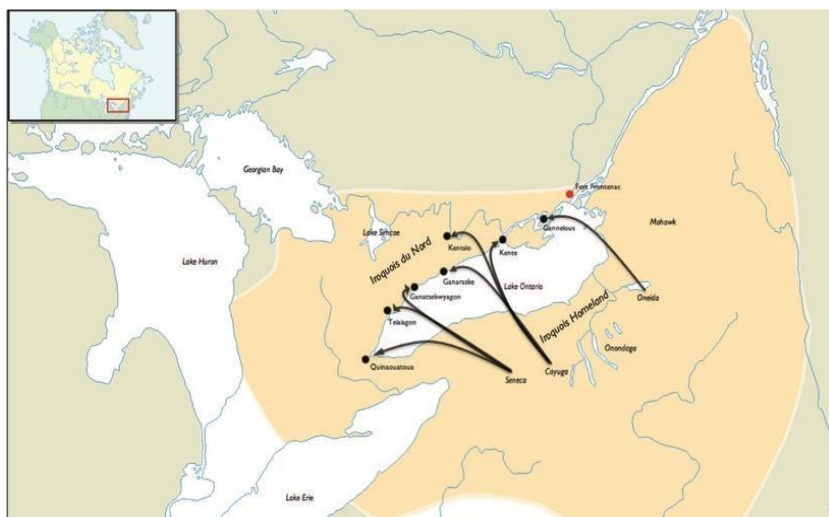 Georgian Bay
Fort Frontenac
Lake Simcoe
Ganneious
Mohawk
Kentsio
Kente
Iroquois du Nord
Lake Huron
Ganaraske
Lake Ontario
Ganatsekwyagon
Oneida
Teiaiagon
Iroquois Homeland
Onondaga
Quinaouatoua
Seneca
Cayuga
Lake Erie